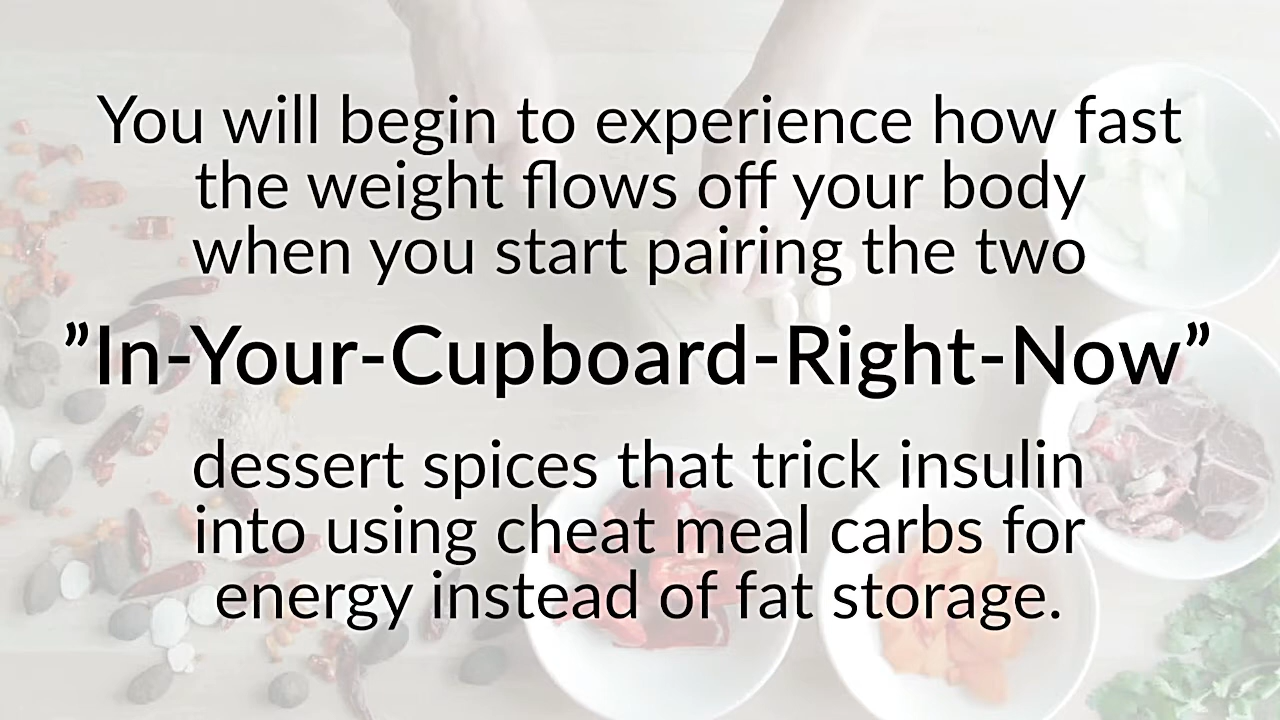 You will begin to experience how fast
the weight flows off your body
when you start pairing the two
”In-Your-Cupboard-Right-Now”
dessert spices that trick insulin
into using cheat meal carbs for
energy instead of fat storage.